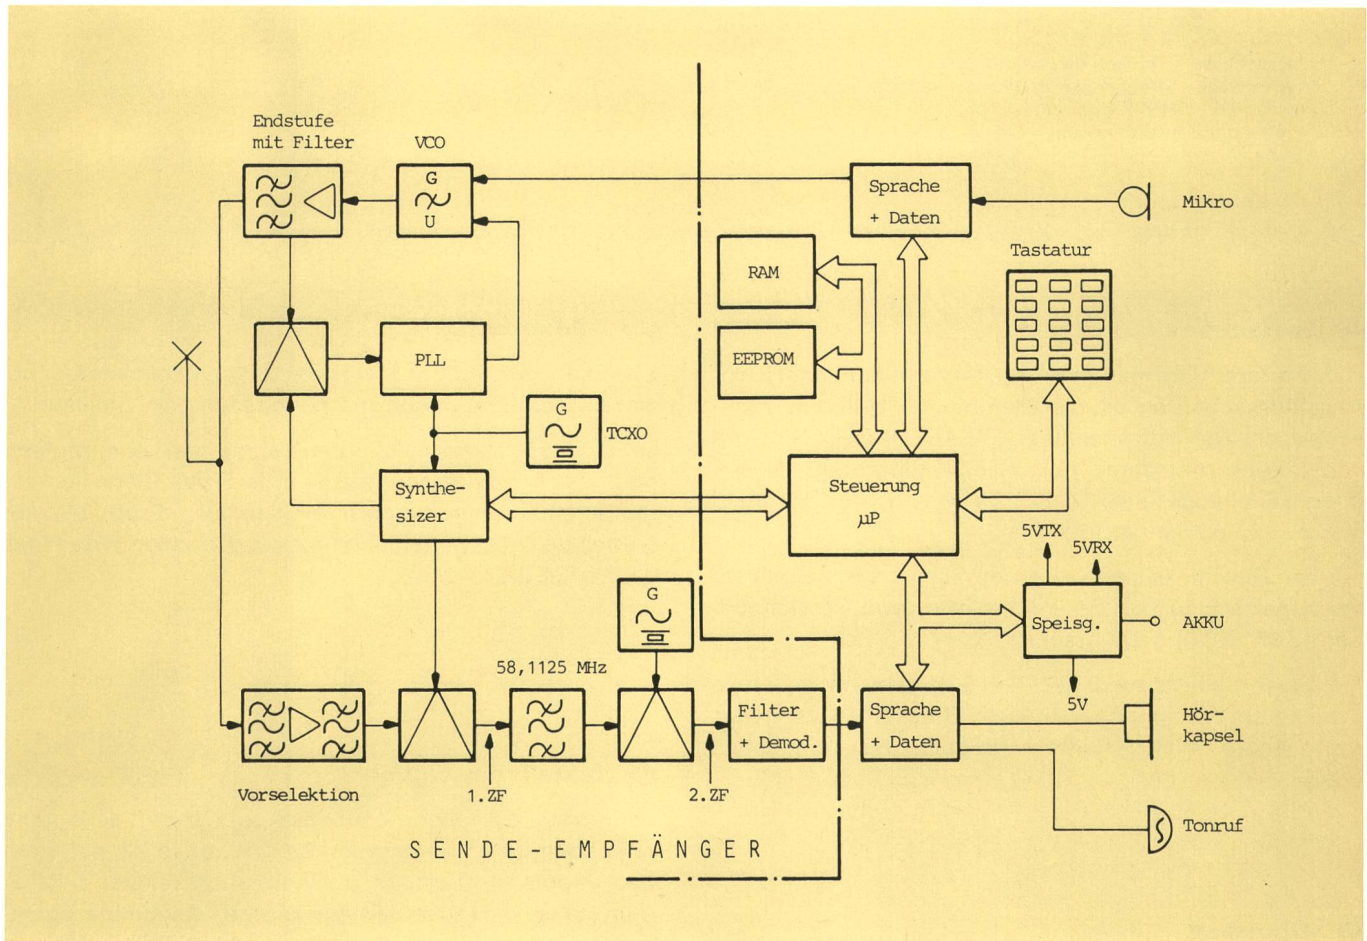 Endstufe
mit Filter
VCO
G
U
Sprache
+ Daten
Mikro
RAM
Tastatur
EEPROM
PLL
G
TCXO
Synthe-
sizer
Steuerung
µP
5VTX
5VRX
Speisg.
AKKU
5V
G
58,1125 MHz
Filter
+ Demod.
Sprache
+ Daten
Hör-
kapsel
Vorselektion
1.ZF
2.ZF
Tonruf
SENDE-EMPFÄNGER